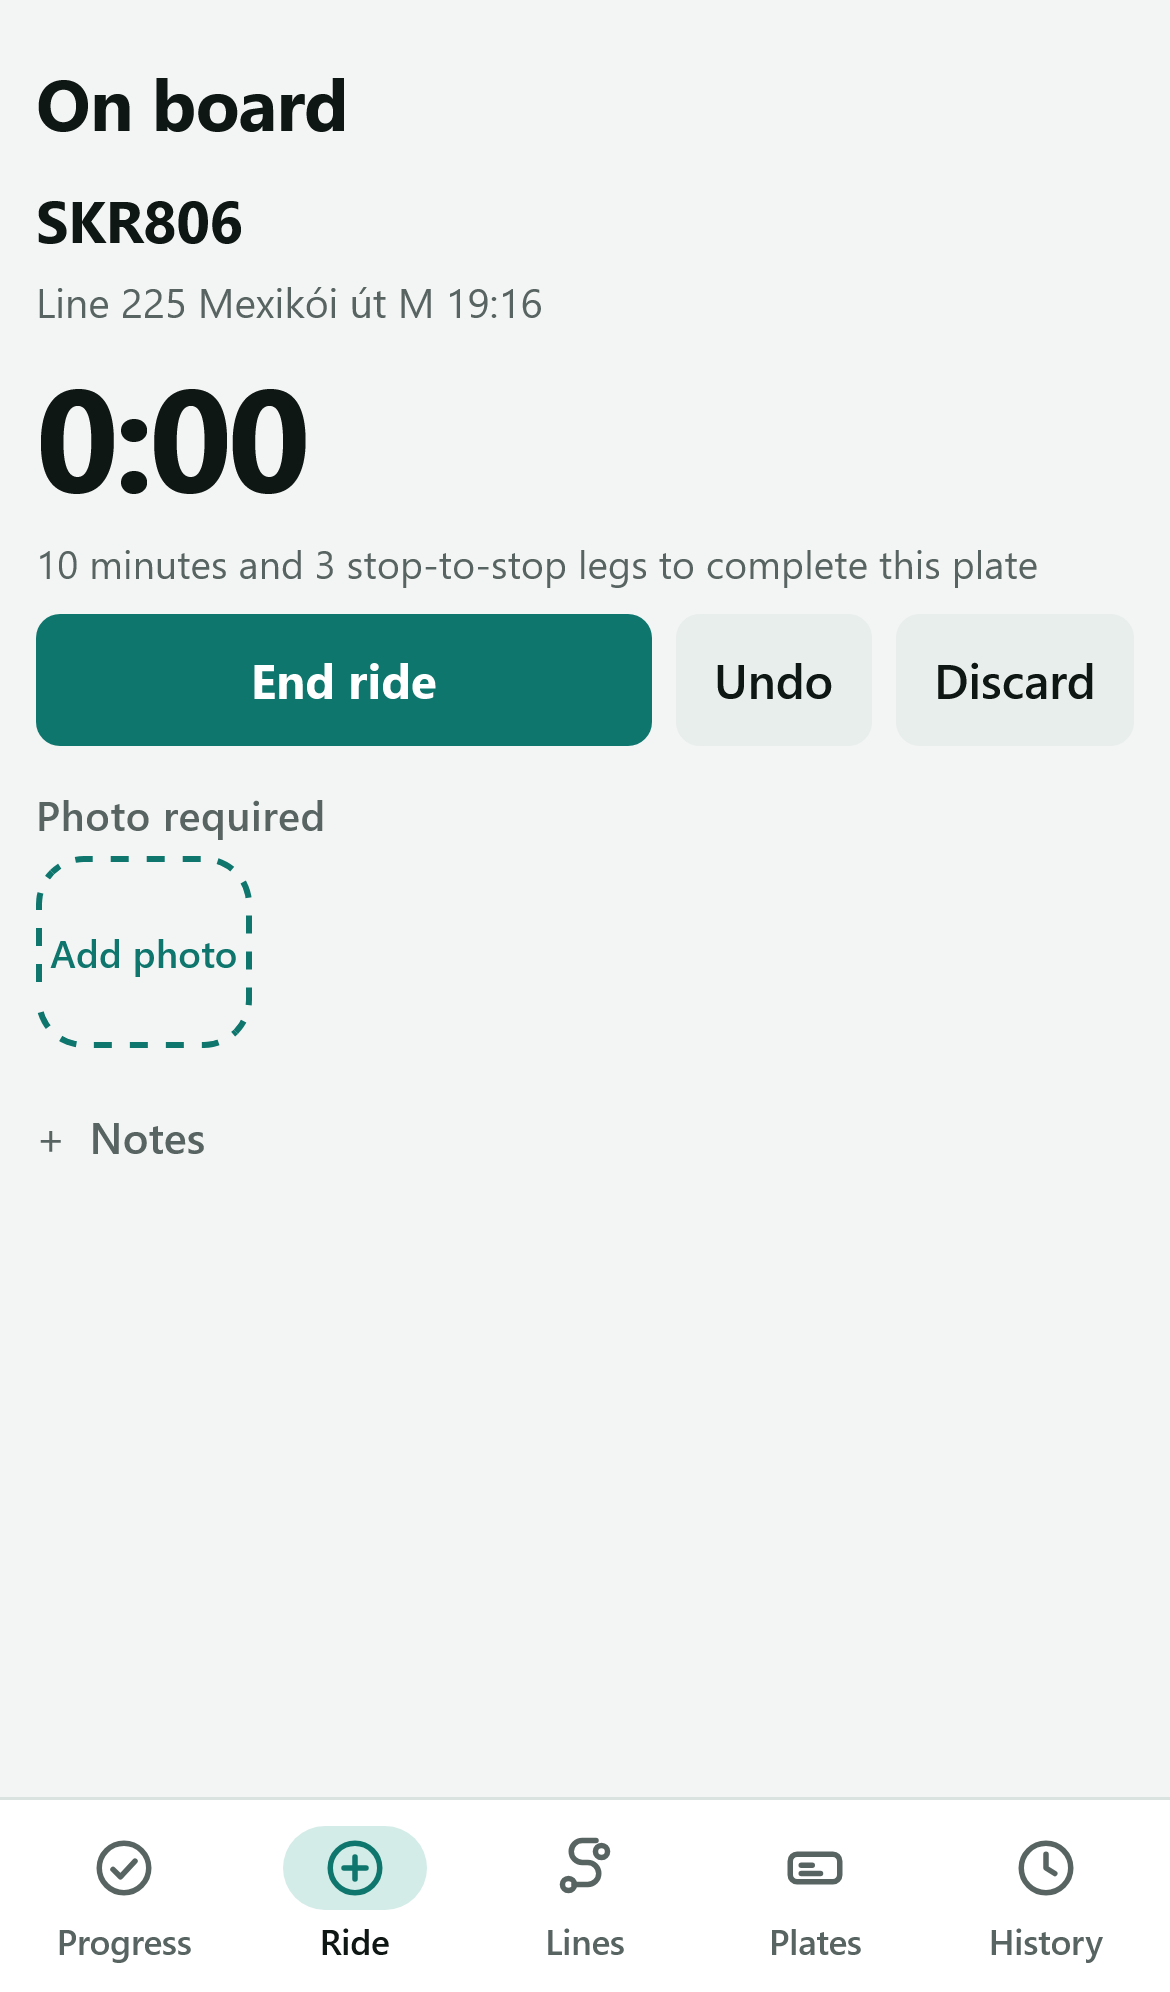 On board
SKR806
Line 225 Mexikói út M 19:16
0:00
10 minutes and 3 stop-to-stop legs to complete this plate
End ride Undo Discard
Photo required
Add photo
+ Notes
Progress Ride Lines Plates History